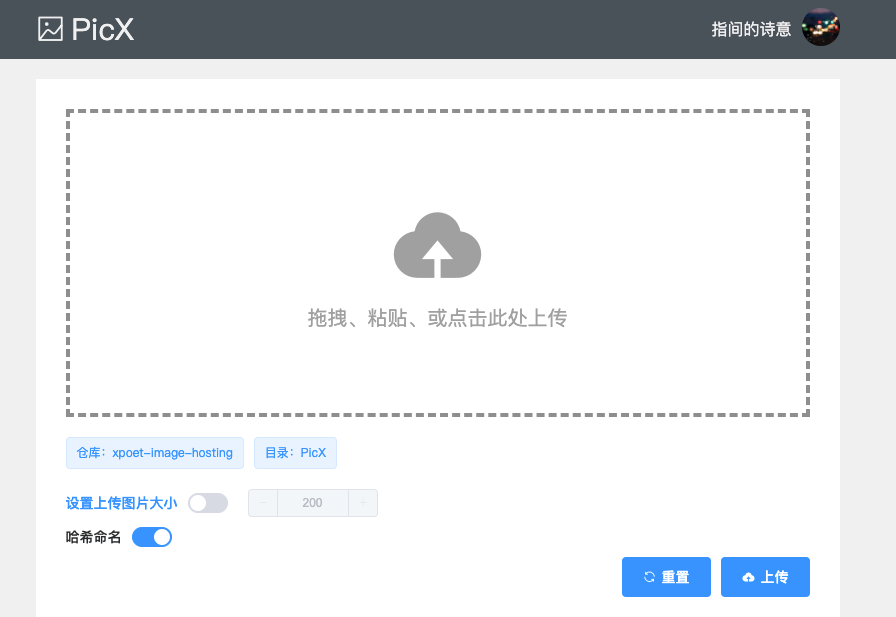 PicX
指间的诗意
拖拽、粘贴、或点击此处上传
仓库：xpoet-image-hosting
目录：PicX
设置上传图片大小
200
哈希命名
重置
上传